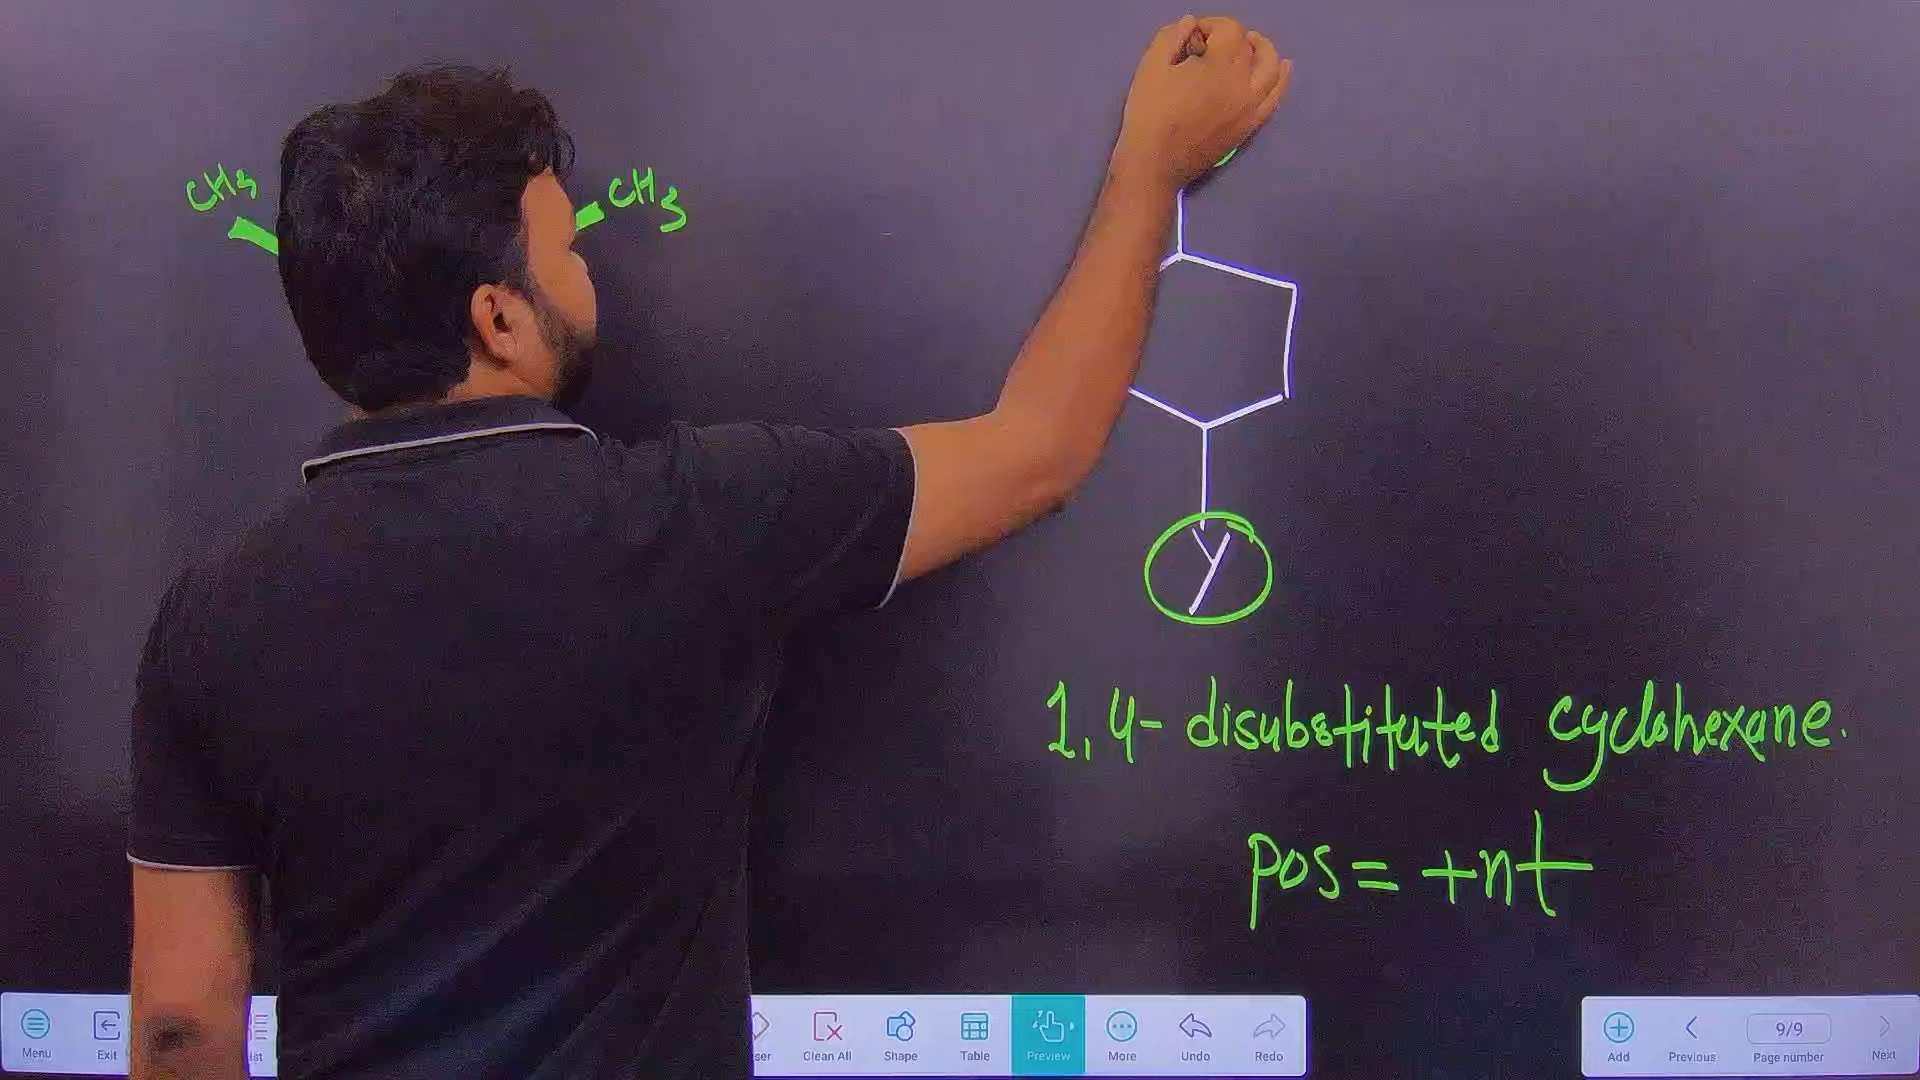 CH3
CH3
Y
1,4-disubstituted cyclohexane.
pos = +nt
Menu
Exit
Clean All
Shape
Table
Preview
More
Undo
Redo
Add
Previous
9/9
Page number
Next